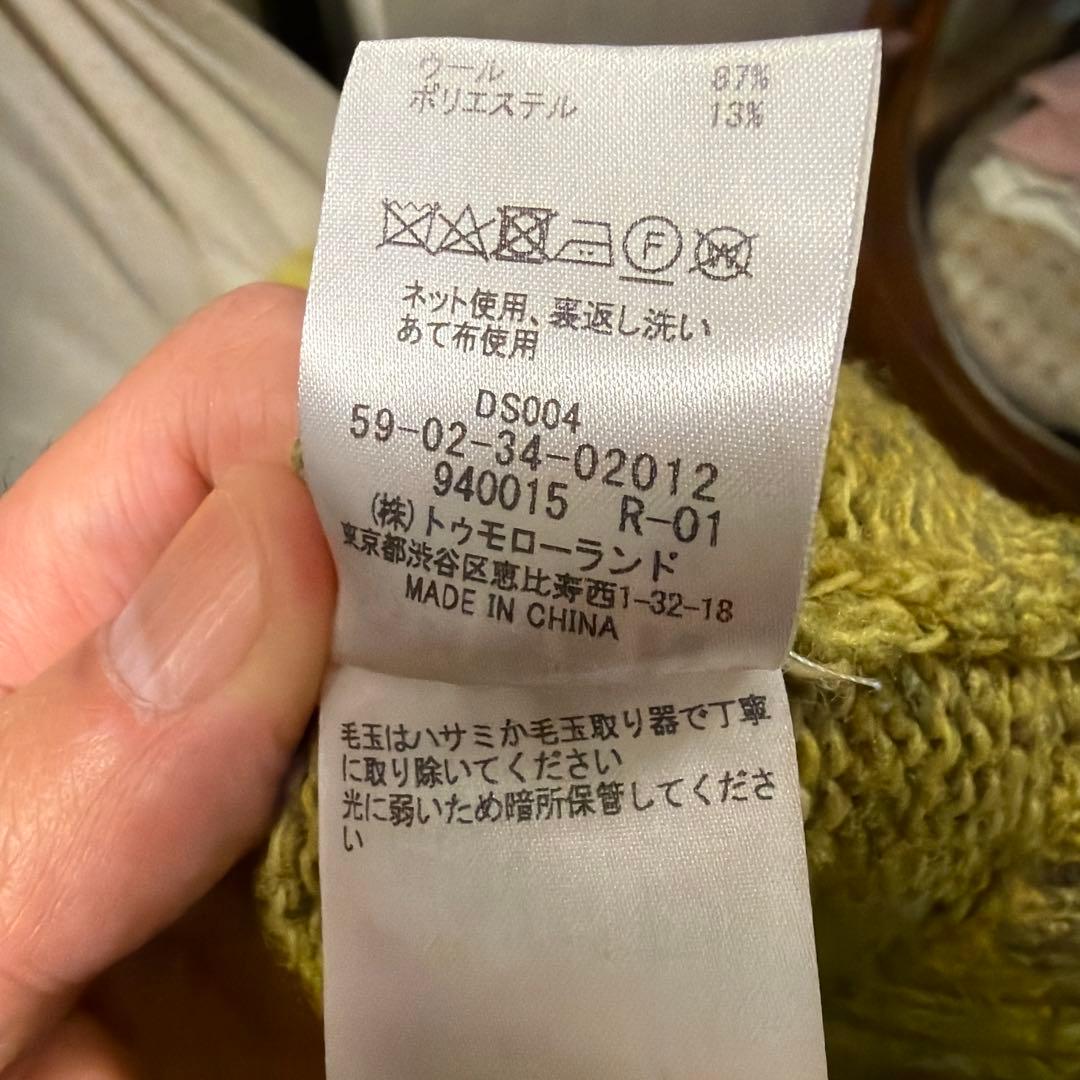 ウール 87%
ポリエステル 13%
F
W
ネット使用、裏返し洗い
あて布使用
DS004
59-02-34-02012
940015 R-01
(株)トゥモローランド
東京都渋谷区恵比寿西1-32-18
MADE IN CHINA
毛玉はハサミか毛玉取り器で丁寧
に取り除いてください
光に弱いため暗所保管してくださ
い